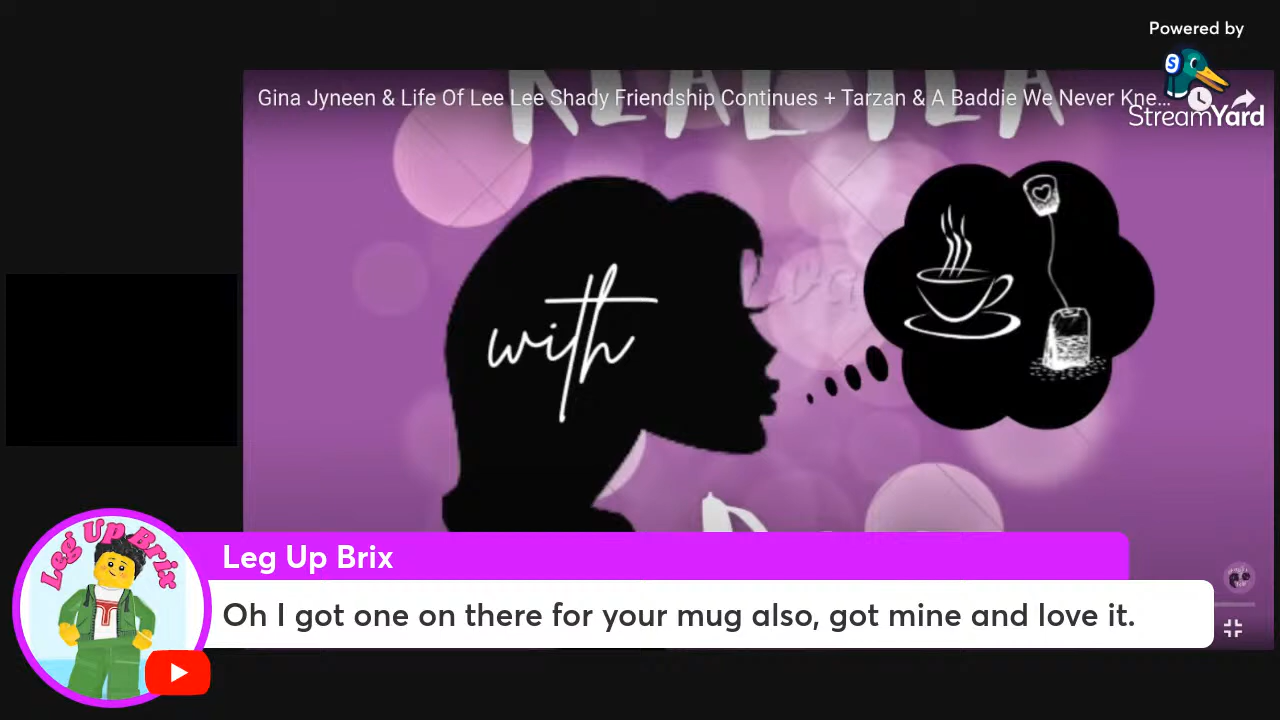 Powered by
StreamYard
Gina Jyneen & Life Of Lee Lee Shady Friendship Continues + Tarzan & A Baddie We Never Kne...
REAL TEA
with
Leg Up Brix
Leg Up Brix
Oh I got one on there for your mug also, got mine and love it.